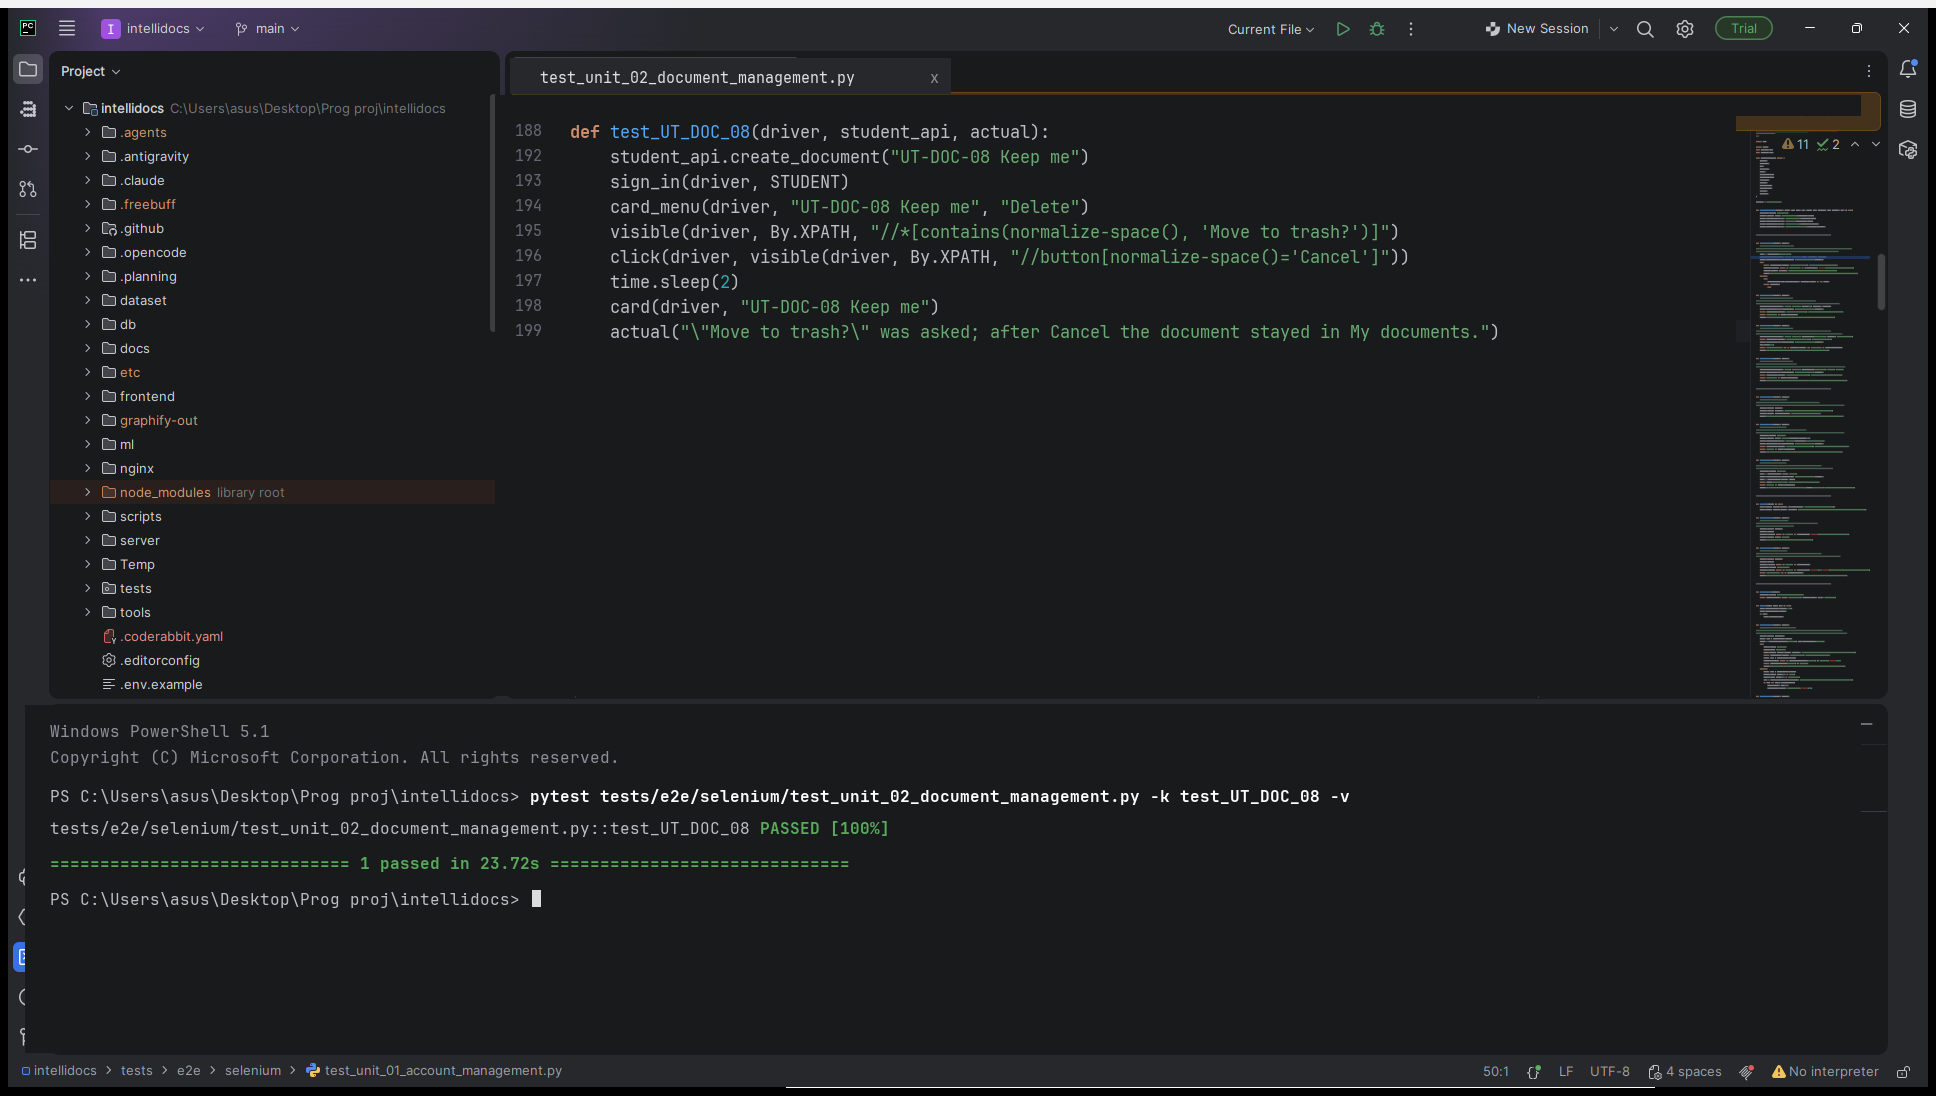 PC
I intellidocs
main
Current File
New Session
Trial
Project
intellidocs C:\Users\asus\Desktop\Prog proj\intellidocs
.agents
.antigravity
.claude
.freebuff
.github
.opencode
.planning
dataset
db
docs
etc
frontend
graphify-out
ml
nginx
node_modules library root
scripts
server
Temp
tests
tools
.coderabbit.yaml
.editorconfig
.env.example
test_unit_02_document_management.py x
11 2
188 def test_UT_DOC_08(driver, student_api, actual):
192 student_api.create_document("UT-DOC-08 Keep me")
193 sign_in(driver, STUDENT)
194 card_menu(driver, "UT-DOC-08 Keep me", "Delete")
195 visible(driver, By.XPATH, "//*[contains(normalize-space(), 'Move to trash?')]")
196 click(driver, visible(driver, By.XPATH, "//button[normalize-space()='Cancel']"))
197 time.sleep(2)
198 card(driver, "UT-DOC-08 Keep me")
199 actual("\"Move to trash?\" was asked; after Cancel the document stayed in My documents.")
Windows PowerShell 5.1
Copyright (C) Microsoft Corporation. All rights reserved.
PS C:\Users\asus\Desktop\Prog proj\intellidocs> pytest tests/e2e/selenium/test_unit_02_document_management.py -k test_UT_DOC_08 -v
tests/e2e/selenium/test_unit_02_document_management.py::test_UT_DOC_08 PASSED [100%]
============================== 1 passed in 23.72s ==============================
PS C:\Users\asus\Desktop\Prog proj\intellidocs>
intellidocs > tests > e2e > selenium > test_unit_01_account_management.py
50:1 LF UTF-8 4 spaces No interpreter